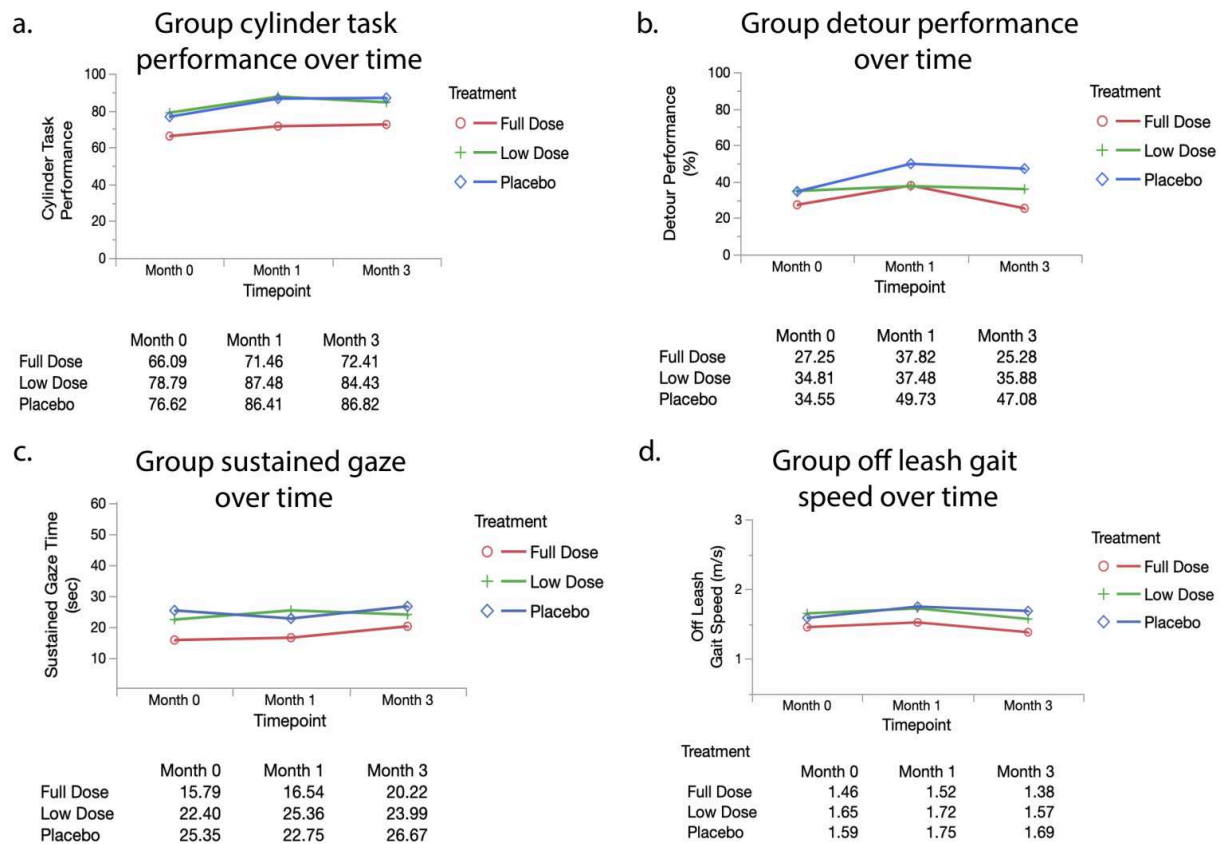 a.
Group cylinder task
performance over time
100
80
60
40
20
0
Cylinder Task
Performance
Month 0 Month 1 Month 3
Timepoint
Treatment
Full Dose
Low Dose
Placebo
Month 0 Month 1 Month 3
Full Dose 66.09 71.46 72.41
Low Dose 78.79 87.48 84.43
Placebo 76.62 86.41 86.82
b.
Group detour performance
over time
100
80
60
40
20
0
Detour Performance
(%)
Month 0 Month 1 Month 3
Timepoint
Treatment
Full Dose
Low Dose
Placebo
Month 0 Month 1 Month 3
Full Dose 27.25 37.82 25.28
Low Dose 34.81 37.48 35.88
Placebo 34.55 49.73 47.08
c.
Group sustained gaze
over time
60
50
40
30
20
10
Sustained Gaze Time
(sec)
Month 0 Month 1 Month 3
Timepoint
Treatment
Full Dose
Low Dose
Placebo
Month 0 Month 1 Month 3
Full Dose 15.79 16.54 20.22
Low Dose 22.40 25.36 23.99
Placebo 25.35 22.75 26.67
d.
Group off leash gait
speed over time
3
2
1
Off Leash
Gait Speed (m/s)
Month 0 Month 1 Month 3
Timepoint
Treatment
Full Dose
Low Dose
Placebo
Treatment
Month 0 Month 1 Month 3
Full Dose 1.46 1.52 1.38
Low Dose 1.65 1.72 1.57
Placebo 1.59 1.75 1.69